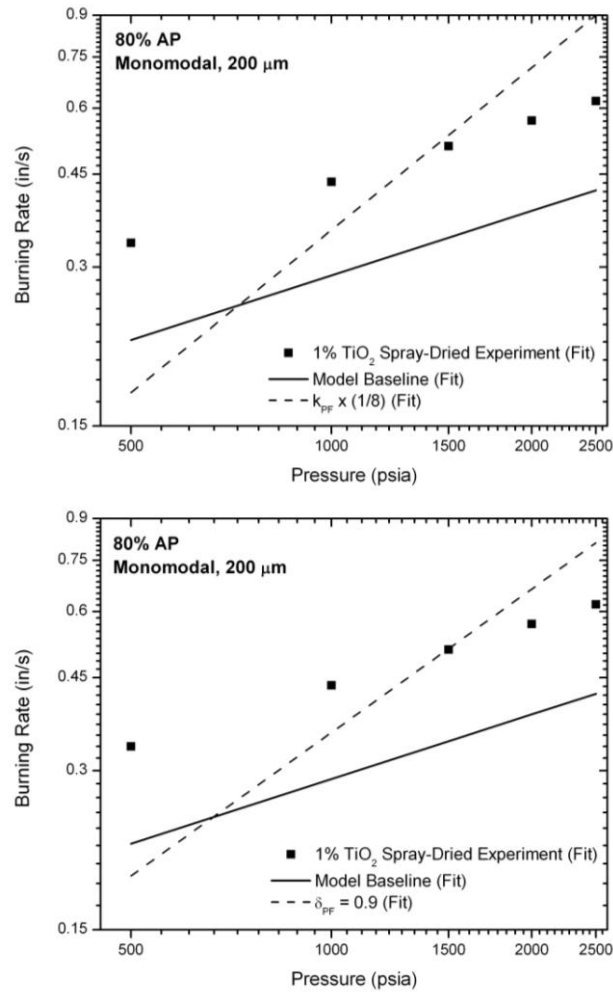 0.9
80% AP
0.75
Monomodal, 200 μm
0.6
0.45
Burning Rate (in/s)
0.3
1% TiO₂ Spray-Dried Experiment (Fit)
Model Baseline (Fit)
k_PF x (1/8) (Fit)
0.15
500 1000 1500 2000 2500
Pressure (psia)
0.9
80% AP
0.75
Monomodal, 200 μm
0.6
0.45
Burning Rate (in/s)
0.3
1% TiO₂ Spray-Dried Experiment (Fit)
Model Baseline (Fit)
δ_PF = 0.9 (Fit)
0.15
500 1000 1500 2000 2500
Pressure (psia)